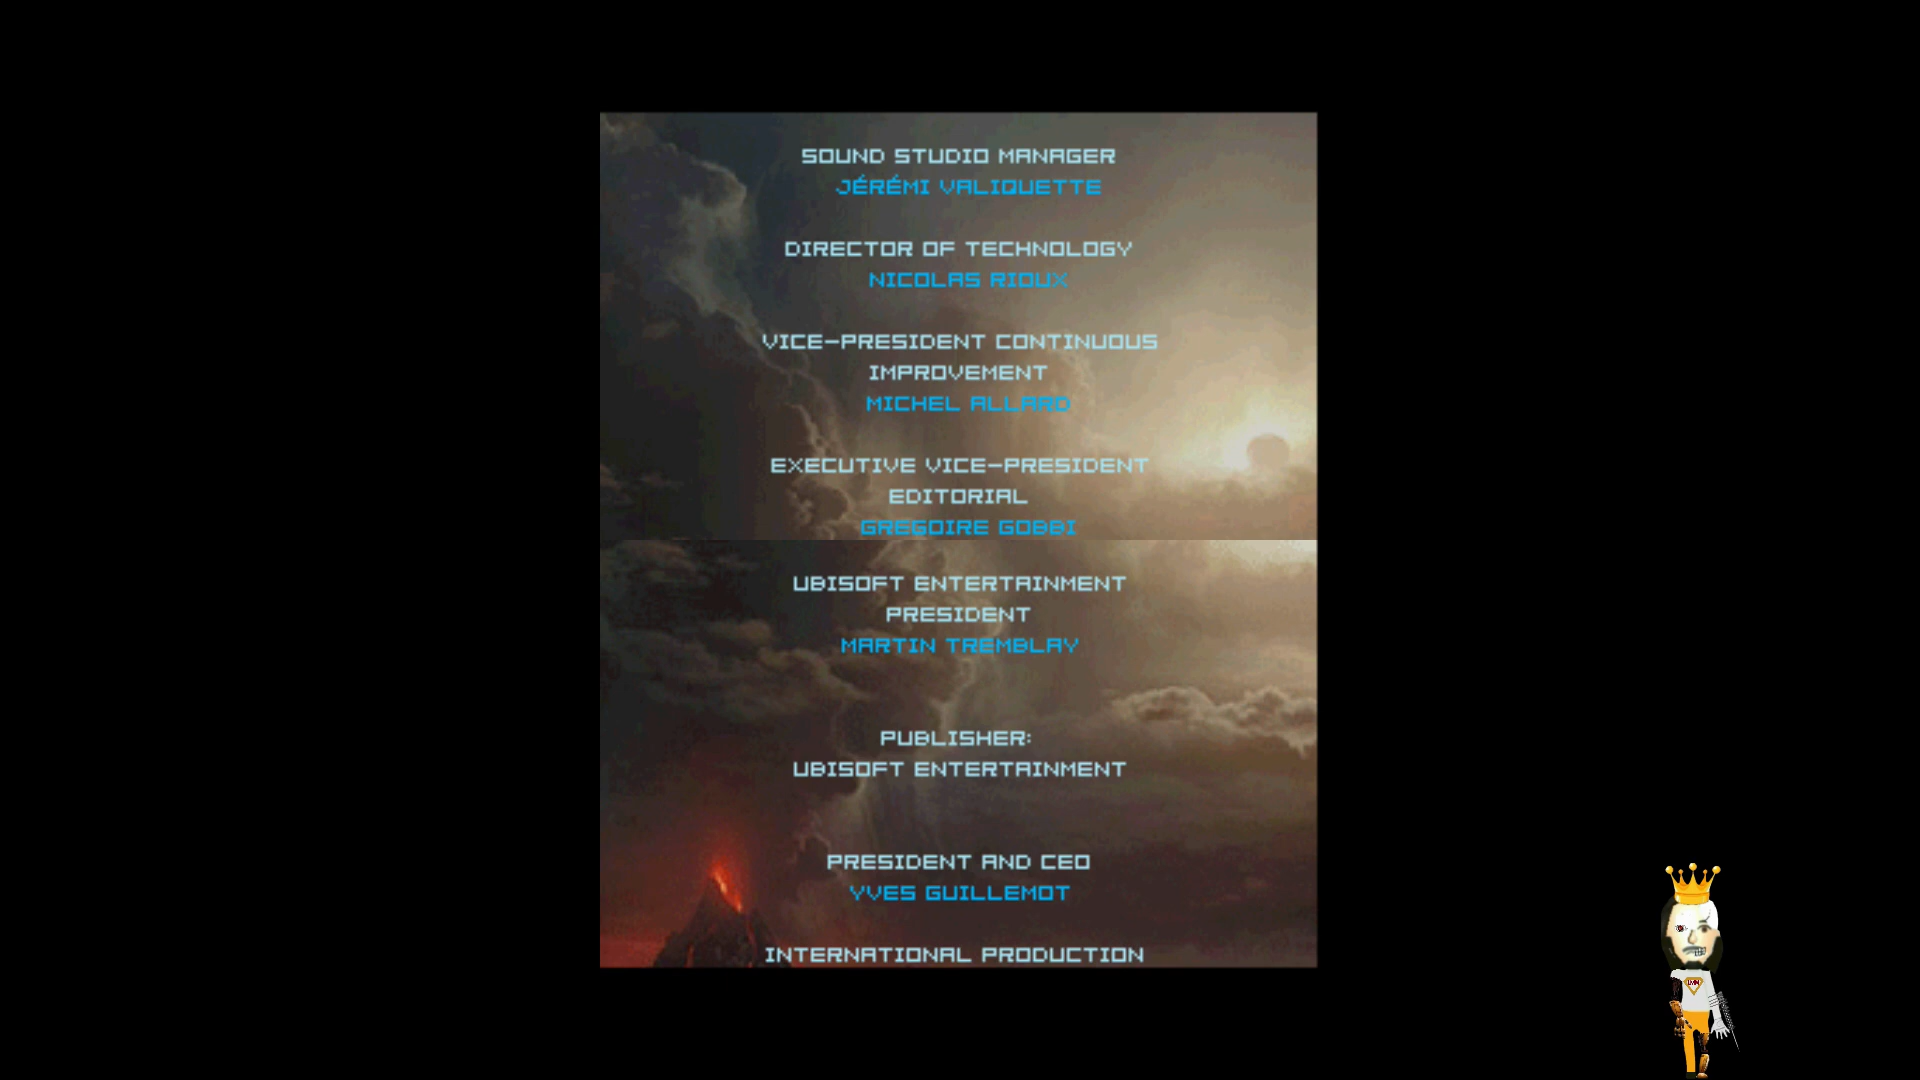 SOUND STUDIO MANAGER
JÉRÉMI VALIQUETTE
DIRECTOR OF TECHNOLOGY
NICOLAS RIOUX
VICE-PRESIDENT CONTINUOUS
IMPROVEMENT
MICHEL ALLARD
EXECUTIVE VICE-PRESIDENT
EDITORIAL
GREGOIRE GOBBI
UBISOFT ENTERTAINMENT
PRESIDENT
MARTIN TREMBLAY
PUBLISHER:
UBISOFT ENTERTAINMENT
PRESIDENT AND CEO
YVES GUILLEMOT
INTERNATIONAL PRODUCTION